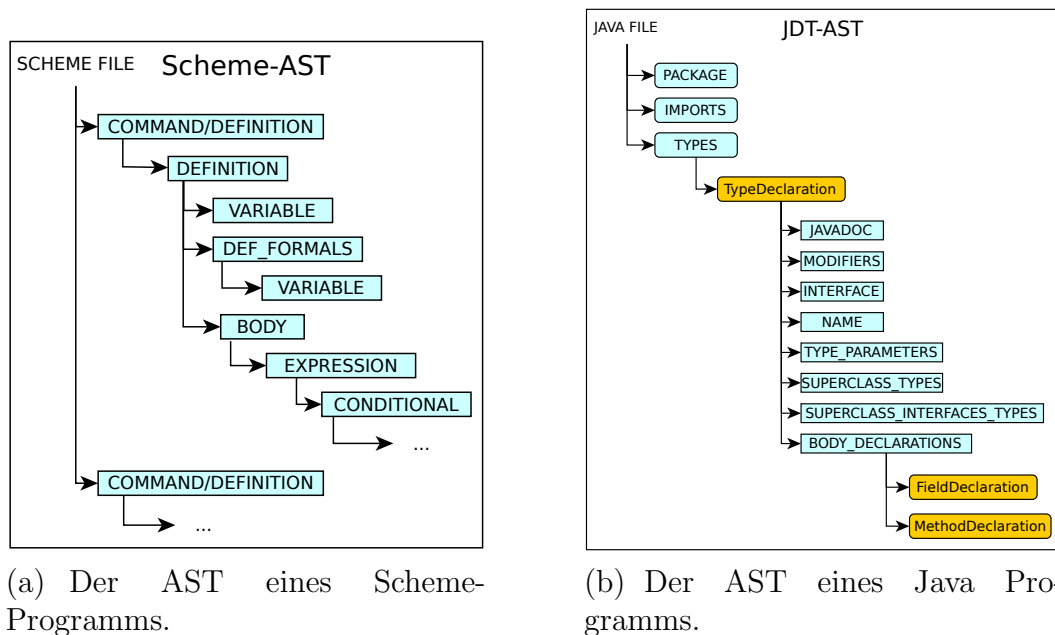 SCHEME FILE
Scheme-AST
COMMAND/DEFINITION
DEFINITION
VARIABLE
DEF_FORMALS
VARIABLE
BODY
EXPRESSION
CONDITIONAL
...
COMMAND/DEFINITION
...
(a) Der AST eines Scheme-
Programms.
JAVA FILE
JDT-AST
PACKAGE
IMPORTS
TYPES
TypeDeclaration
JAVADOC
MODIFIERS
INTERFACE
NAME
TYPE_PARAMETERS
SUPERCLASS_TYPES
SUPERCLASS_INTERFACES_TYPES
BODY_DECLARATIONS
FieldDeclaration
MethodDeclaration
(b) Der AST eines Java Pro-
gramms.